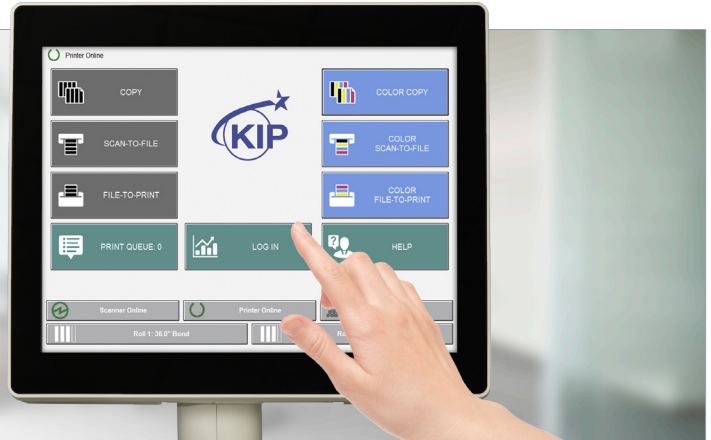 Printer Online
COPY
KIP
COLOR COPY
SCAN-TO-FILE
COLOR
SCAN-TO-FILE
FILE-TO-PRINT
COLOR
FILE-TO-PRINT
PRINT QUEUE: 0
LOG IN
HELP
Scanner Online
Printer Online
Roll 1: 36.0" Bond